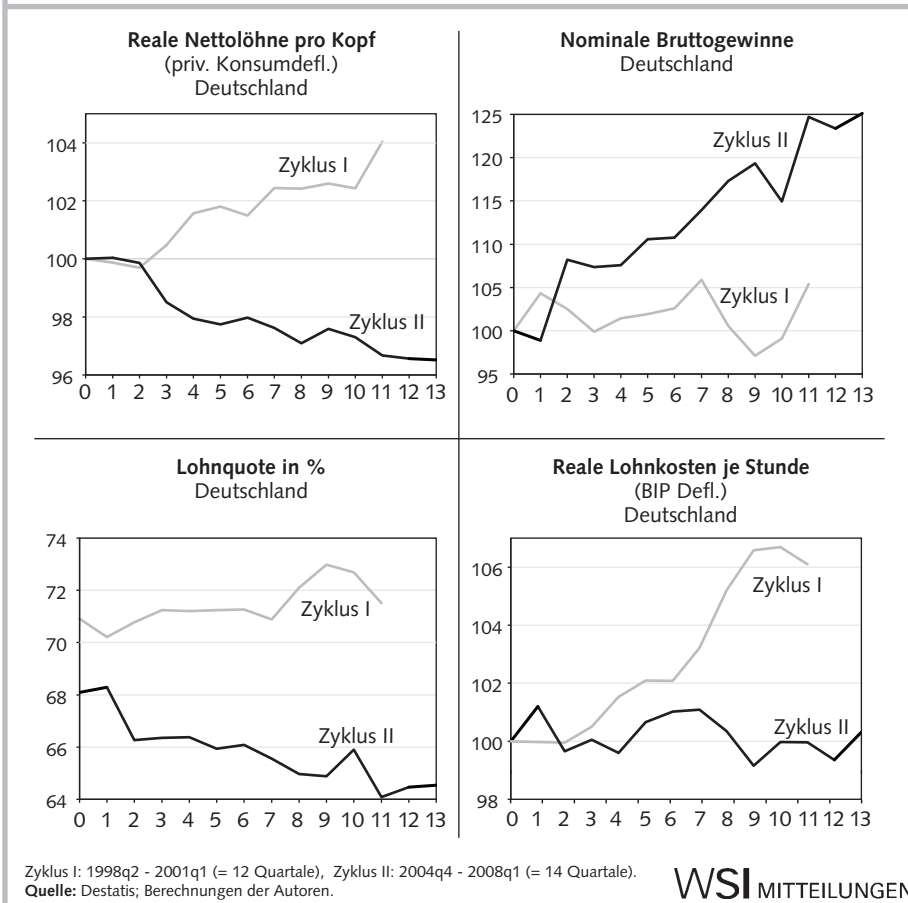 Reale Nettolöhne pro Kopf
(priv. Konsumdefl.)
Deutschland
104
102
100
98
96
Zyklus I
Zyklus II
0 1 2 3 4 5 6 7 8 9 10 11 12 13
Nominale Bruttogewinne
Deutschland
125
120
115
110
105
100
95
Zyklus II
Zyklus I
0 1 2 3 4 5 6 7 8 9 10 11 12 13
Lohnquote in %
Deutschland
74
72
70
68
66
64
Zyklus I
Zyklus II
0 1 2 3 4 5 6 7 8 9 10 11 12 13
Reale Lohnkosten je Stunde
(BIP Defl.)
Deutschland
106
104
102
100
98
Zyklus I
Zyklus II
0 1 2 3 4 5 6 7 8 9 10 11 12 13
Zyklus I: 1998q2 - 2001q1 (= 12 Quartale), Zyklus II: 2004q4 - 2008q1 (= 14 Quartale).
Quelle: Destatis; Berechnungen der Autoren.
WSI MITTEILUNGEN